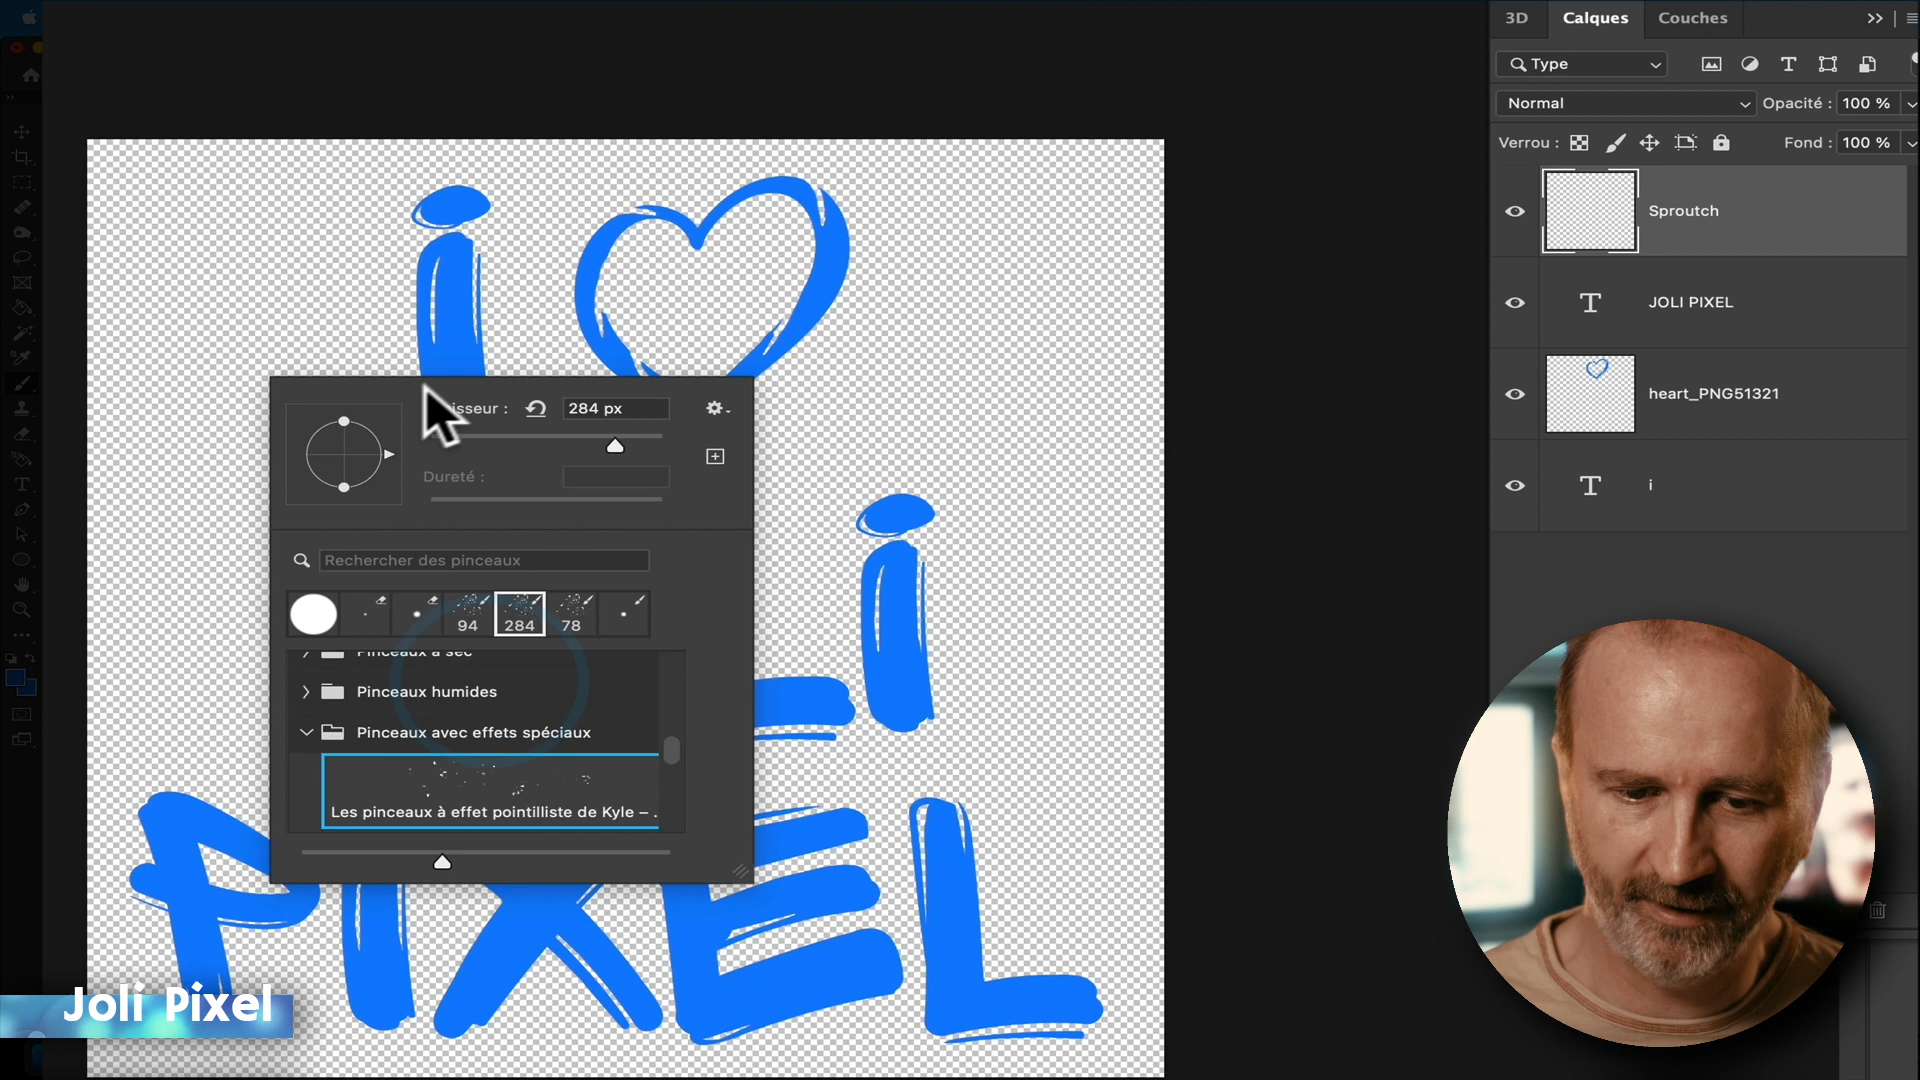 3D Calques Couches
Type
Normal Opacité : 100 %
Verrou : Fond : 100 %
Sproutch
JOLI PIXEL
heart_PNG51321
i
i
isseur : 284 px
Dureté :
Rechercher des pinceaux
94 284 78
Pinceaux à sec
Pinceaux humides
Pinceaux avec effets spéciaux
Les pinceaux à effet pointilliste de Kyle – .
i
PIXEL
Joli Pixel